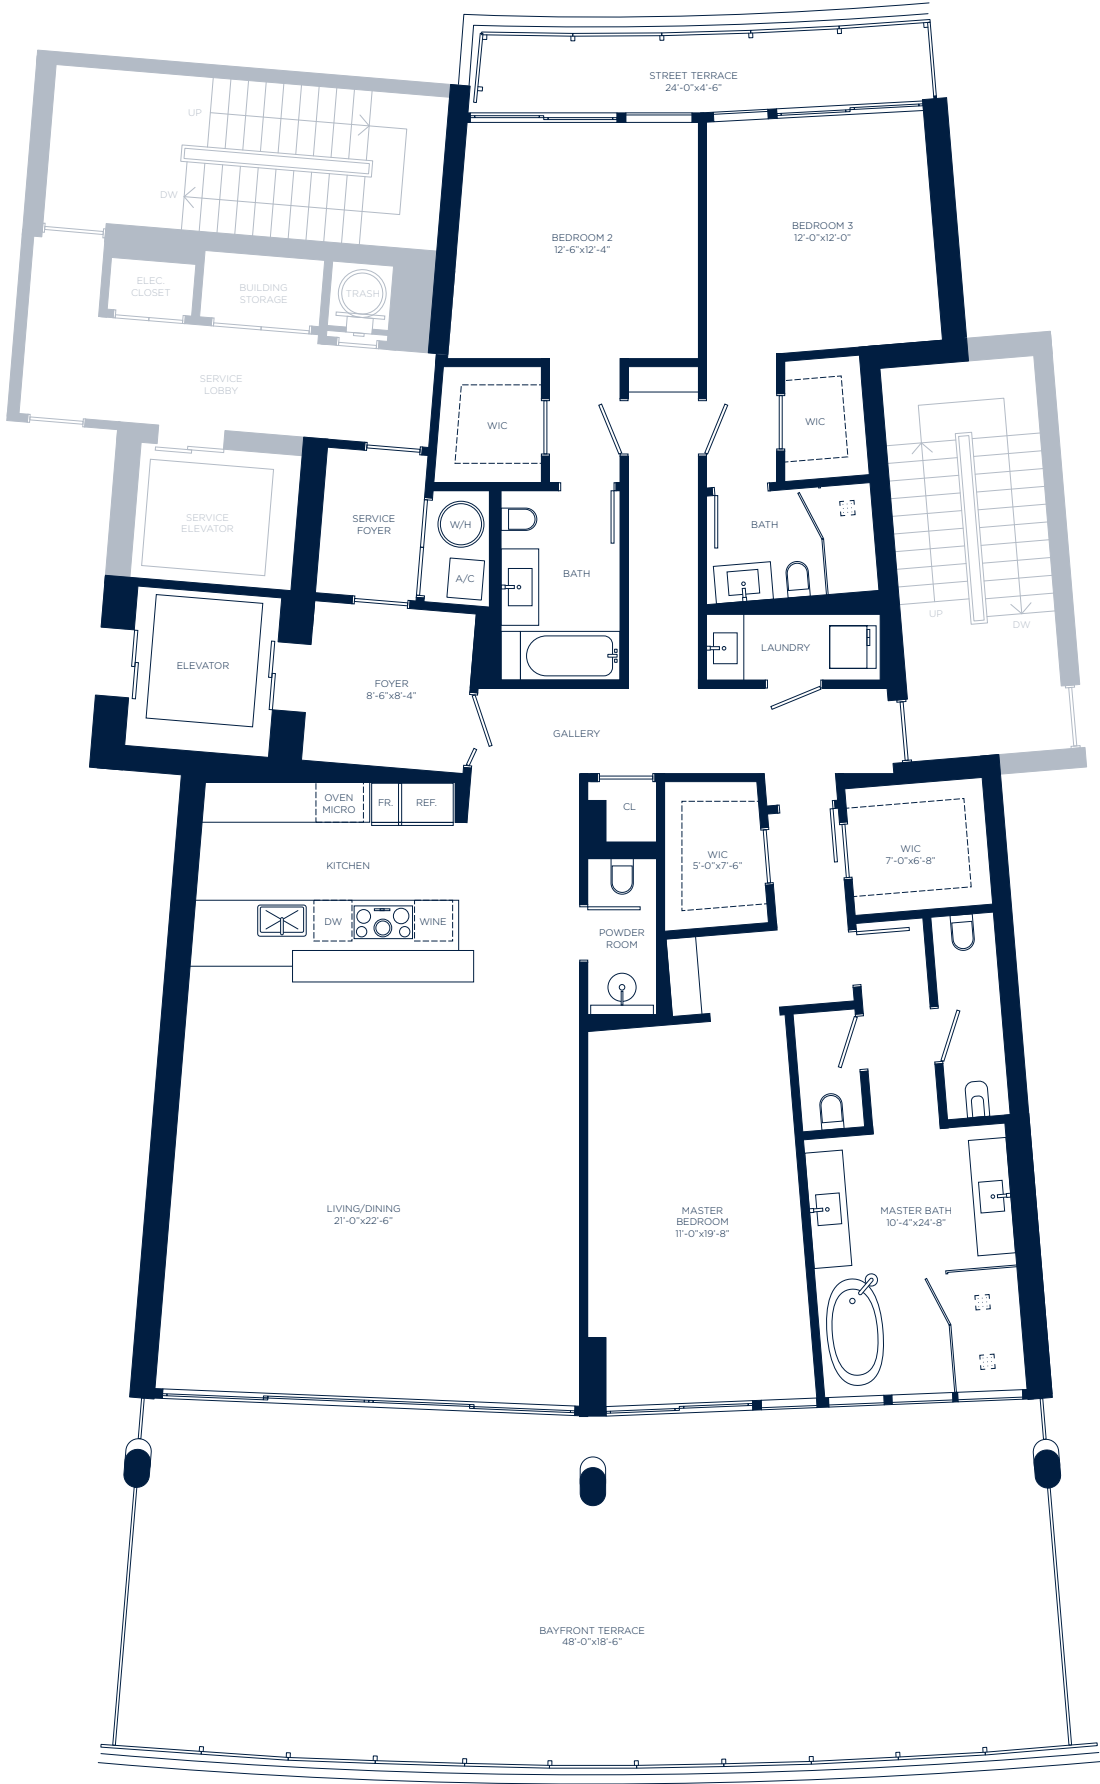 STREET TERRACE
24'-0"x4'-6"
UP
DW
BEDROOM 2
12'-6"x12'-4"
BEDROOM 3
12'-0"x12'-0"
ELEC.
CLOSET
BUILDING
STORAGE
TRASH
SERVICE
LOBBY
WIC
WIC
SERVICE
ELEVATOR
SERVICE
FOYER
W/H
A/C
BATH
BATH
UP
DW
ELEVATOR
FOYER
8'-6"x8'-4"
LAUNDRY
GALLERY
OVEN
MICRO
FR.
REF.
CL
KITCHEN
WIC
5'-0"x7'-6"
WIC
7'-0"x6'-8"
DW
WINE
POWDER
ROOM
LIVING/DINING
21'-0"x22'-6"
MASTER
BEDROOM
11'-0"x19'-8"
MASTER BATH
10'-4"x24'-8"
BAYFRONT TERRACE
48'-0"x18'-6"